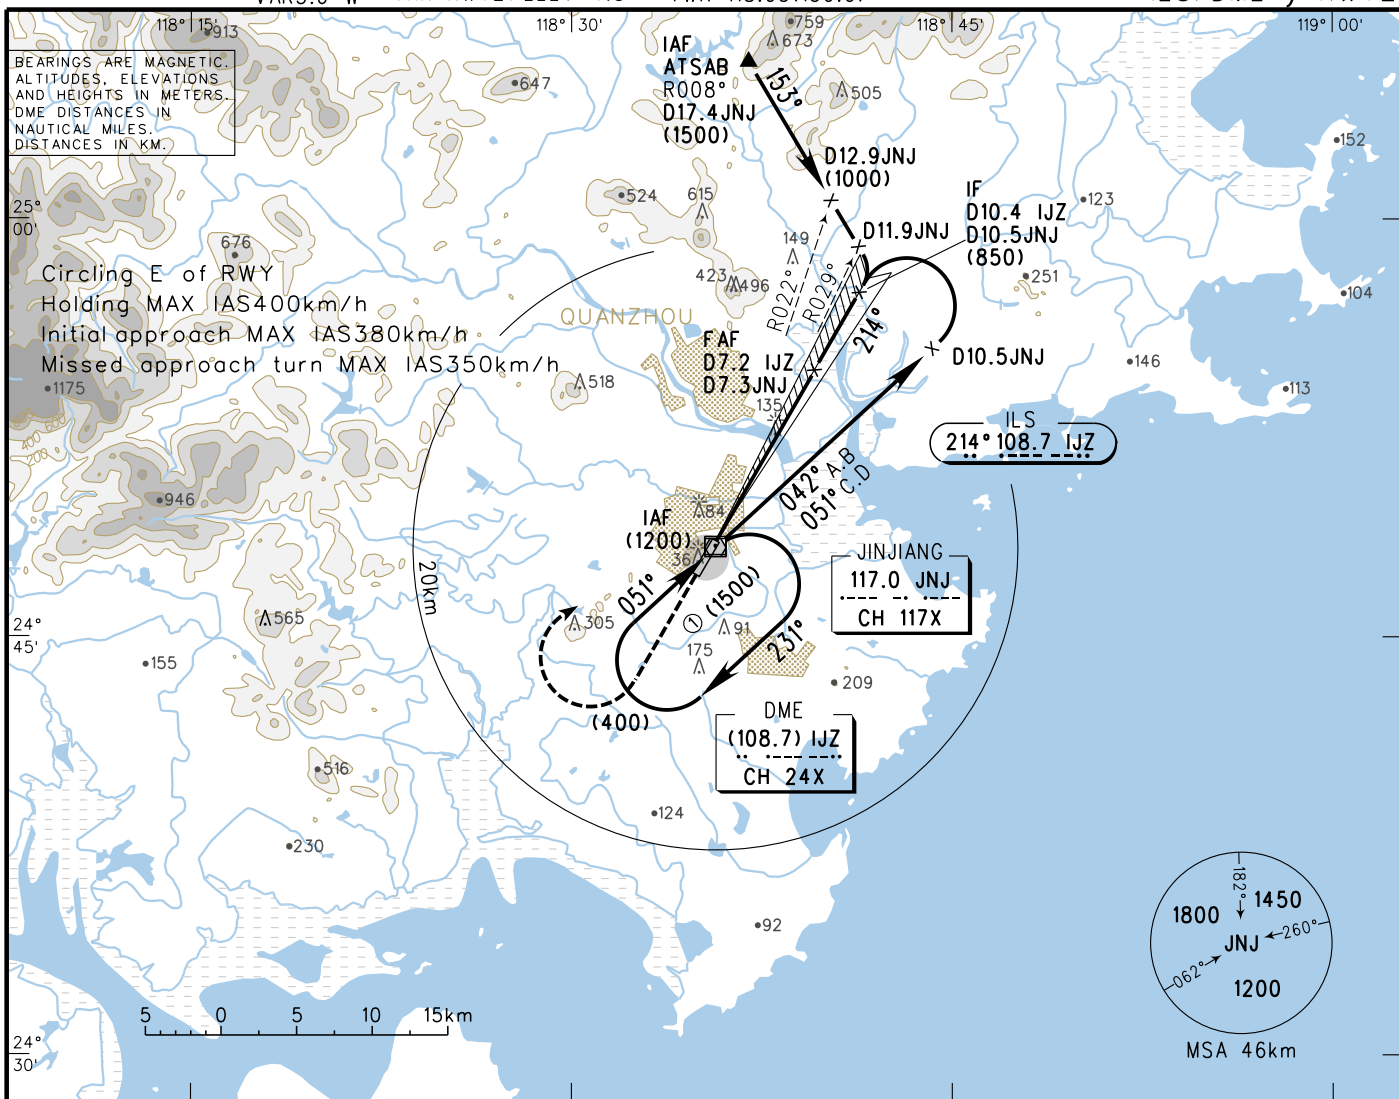 118° 15'
118° 30'
118° 45'
119° 00'
BEARINGS ARE MAGNETIC.
ALTITUDES, ELEVATIONS
AND HEIGHTS IN METERS.
DME DISTANCES IN
NAUTICAL MILES.
DISTANCES IN KM.
913
647
759
673
505
IAF
ATSAB
R008°
D17.4JNJ
(1500)
153°
152
D12.9JNJ
(1000)
IF
D10.4 IJZ
D10.5JNJ
(850)
123
524
615
25°
00'
676
D11.9JNJ
149
251
104
Circling E of RWY
Holding MAX IAS400km/h
Initial approach MAX IAS380km/h
Missed approach turn MAX IAS350km/h
423
496
R022°
R029°
QUANZHOU
214°
FAF
D7.2 IJZ
D7.3JNJ
D10.5JNJ
146
113
1175
518
135
400 600
200
ILS
214° 108.7 IJZ
042° A.B
051° C.D
946
84
IAF
(1200)
36
JINJIANG
117.0 JNJ
CH 117X
20km
051°
① (1500)
231°
565
305
91
175
24°
45'
155
209
(400)
DME
(108.7) IJZ
CH 24X
516
124
230
92
182°
1800
1450
JNJ
260°
062°
1200
MSA 46km
5 0 5 10 15km
24°
30'